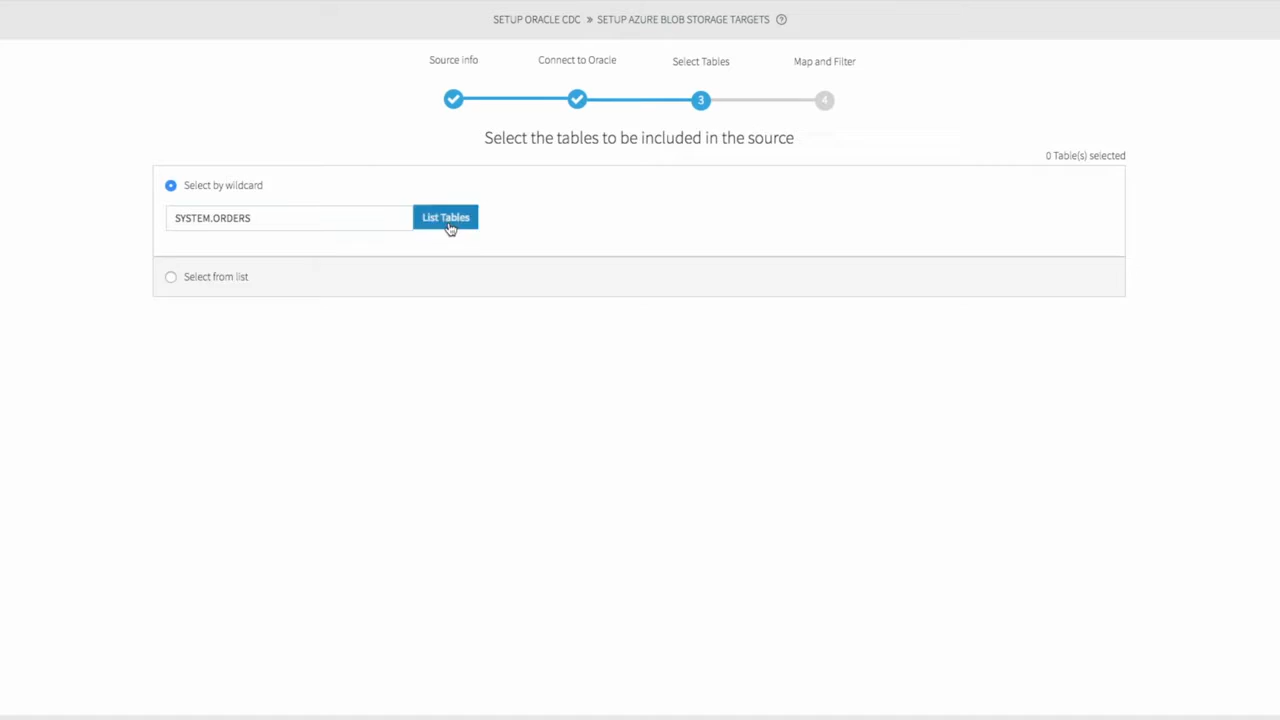 SETUP ORACLE CDC » SETUP AZURE BLOB STORAGE TARGETS ?
Source info Connect to Oracle Select Tables Map and Filter
3 4
Select the tables to be included in the source
0 Table(s) selected
Select by wildcard
SYSTEM.ORDERS List Tables
Select from list